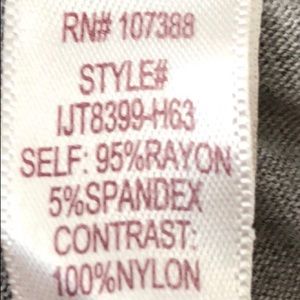 RN# 107388
STYLE#
IJT8399-H63
SELF: 95%RAYON
5%SPANDEX
CONTRAST:
100%NYLON